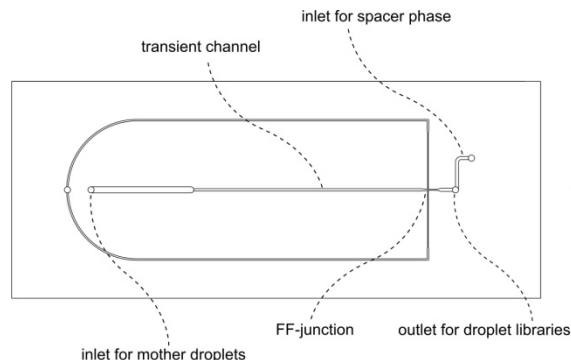 inlet for spacer phase
transient channel
FF-junction
outlet for droplet libraries
inlet for mother droplets